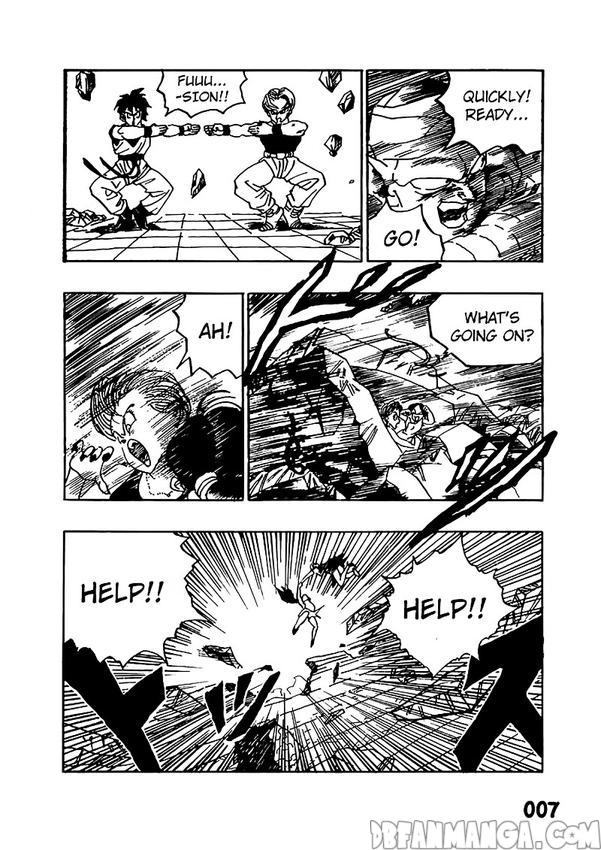 QUICKLY!
READY...
GO!
FUUU...
-SION!!
WHAT'S
GOING ON?
AH!
HELP!!
HELP!!
007
DBFANMANGA.COM